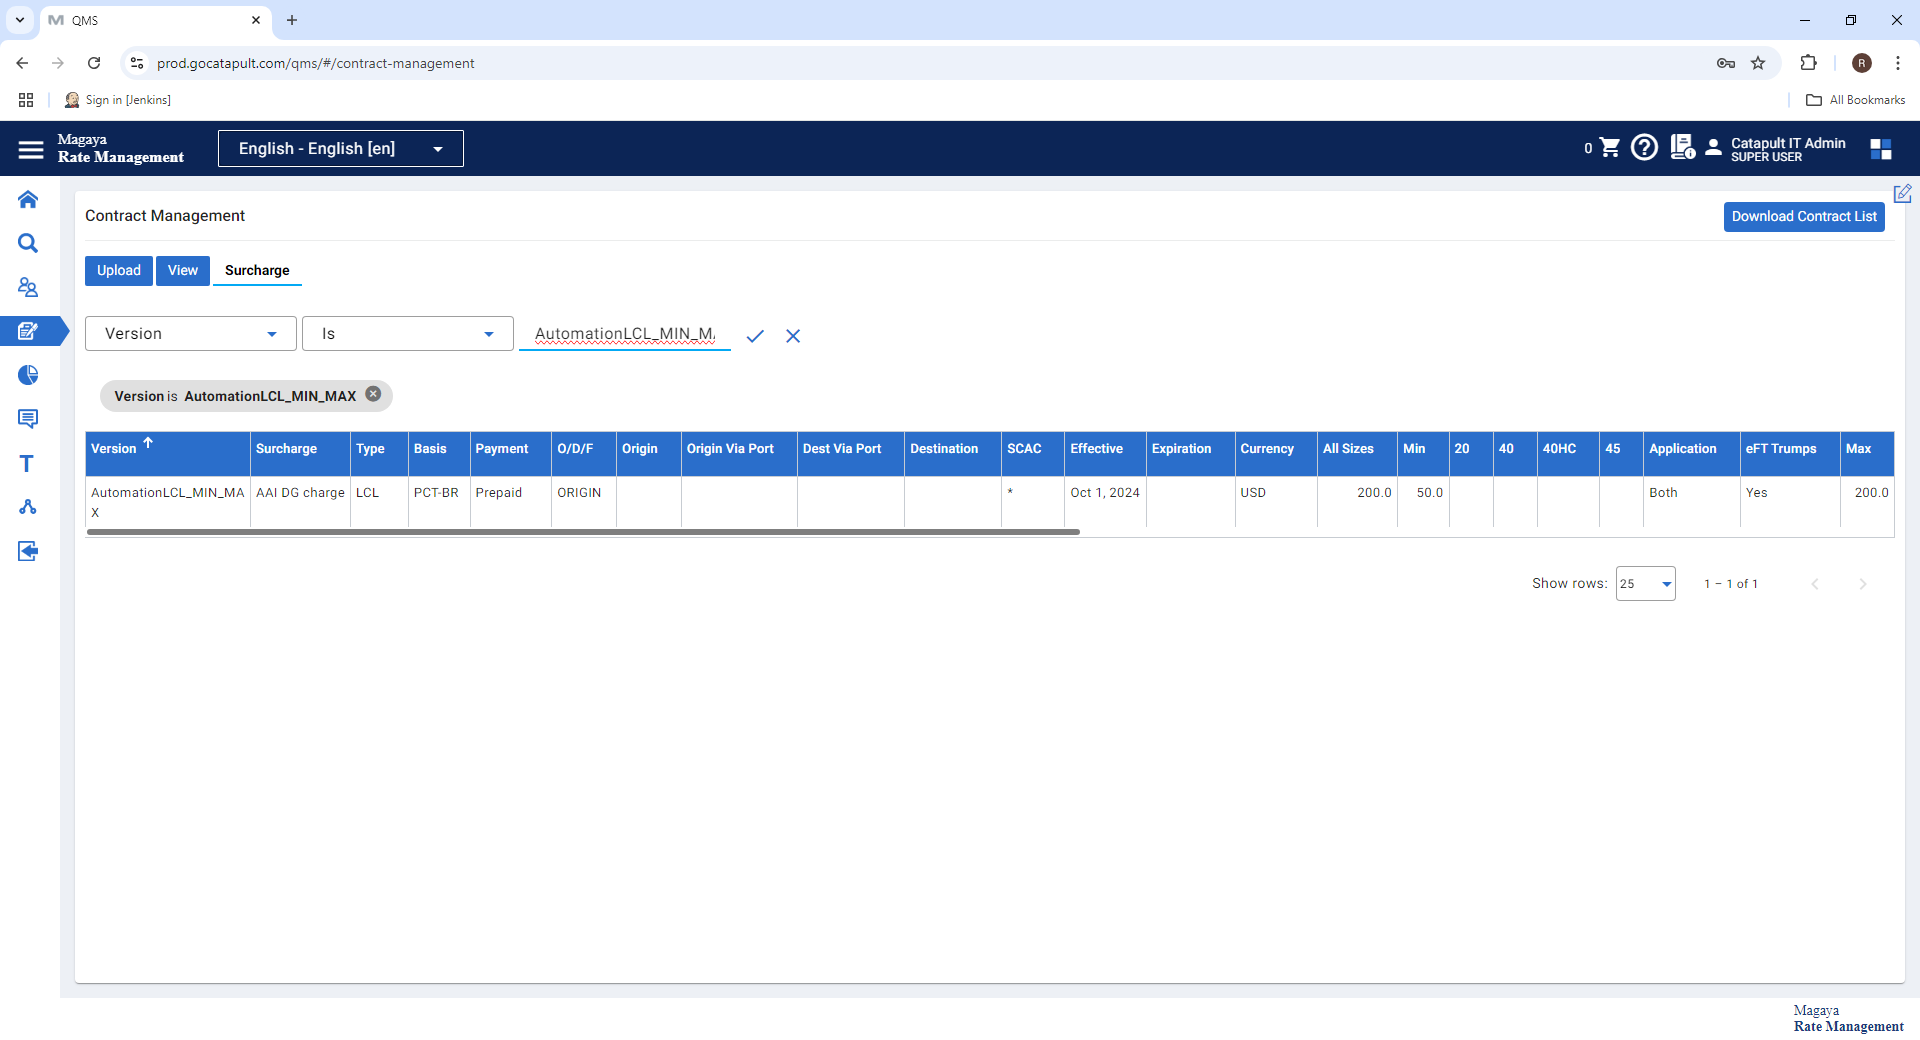 QMS
prod.gocatapult.com/qms/#/contract-management
R
Sign in [Jenkins]
All Bookmarks
Magaya
Rate Management
English - English [en]
0
Catapult IT Admin
SUPER USER
Contract Management
Download Contract List
Upload View Surcharge
Version Is AutomationLCL_MIN_M
Version is AutomationLCL_MIN_MAX
Version Surcharge Type Basis Payment O/D/F Origin Origin Via Port Dest Via Port Destination SCAC Effective Expiration Currency All Sizes Min 20 40 40HC 45 Application eFT Trumps Max
AutomationLCL_MIN_MA AAI DG charge LCL PCT-BR Prepaid ORIGIN * Oct 1, 2024 USD 200.0 50.0 Both Yes 200.0
X
Show rows: 25 1 – 1 of 1
T
Magaya
Rate Management